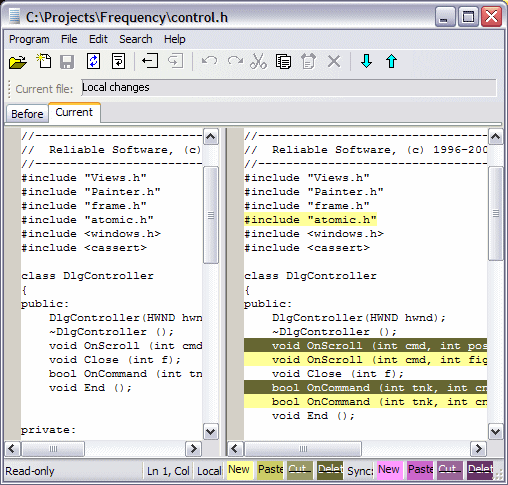 C:\Projects\Frequency\control.h
Program File Edit Search Help
Current file: Local changes
Before Current
//-----------------------
//  Reliable Software, (c)
//-----------------------
#include "Views.h"
#include "Painter.h"
#include "frame.h"
#include "atomic.h"
#include <windows.h>
#include <cassert>
class DlgController
{
public:
    DlgController(HWND hwn
    ~DlgController ();
    void OnScroll (int cmd
    void Close (int f);
    bool OnCommand (int tn
    void End ();
private:
//-------------------------------
//  Reliable Software, (c) 1996-200
//-------------------------------
#include "Views.h"
#include "Painter.h"
#include "frame.h"
#include "atomic.h"
#include <windows.h>
#include <cassert>
class DlgController
{
public:
    DlgController(HWND hwnd);
    ~DlgController ();
    void OnScroll (int cmd, int pos
    void OnScroll (int cmd, int fig
    void Close (int f);
    bool OnCommand (int tnk, int cn
    bool OnCommand (int tnk, int cn
    void End ();
Read-only Ln 1, Col Local New Paste Cut Delet Sync: New Paste Cut Delet